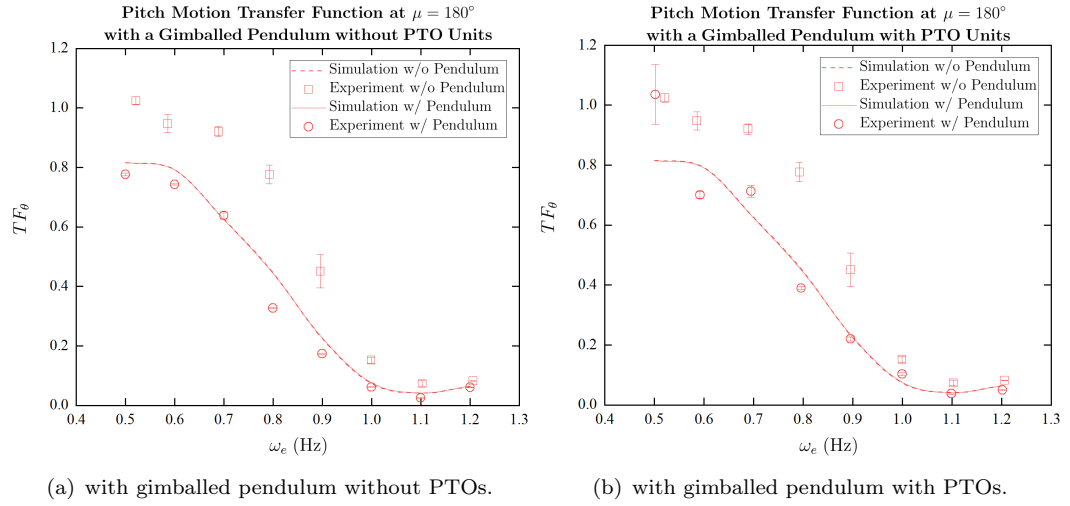 Pitch Motion Transfer Function at μ = 180°
with a Gimballed Pendulum without PTO Units
1.2
1.0
0.8
0.6
0.4
0.2
0.0
TF_θ
Simulation w/o Pendulum
Experiment w/o Pendulum
Simulation w/ Pendulum
Experiment w/ Pendulum
0.4 0.5 0.6 0.7 0.8 0.9 1.0 1.1 1.2 1.3
ω_e (Hz)
(a) with gimballed pendulum without PTOs.
Pitch Motion Transfer Function at μ = 180°
with a Gimballed Pendulum with PTO Units
1.2
1.0
0.8
0.6
0.4
0.2
0.0
TF_θ
Simulation w/o Pendulum
Experiment w/o Pendulum
Simulation w/ Pendulum
Experiment w/ Pendulum
0.4 0.5 0.6 0.7 0.8 0.9 1.0 1.1 1.2 1.3
ω_e (Hz)
(b) with gimballed pendulum with PTOs.